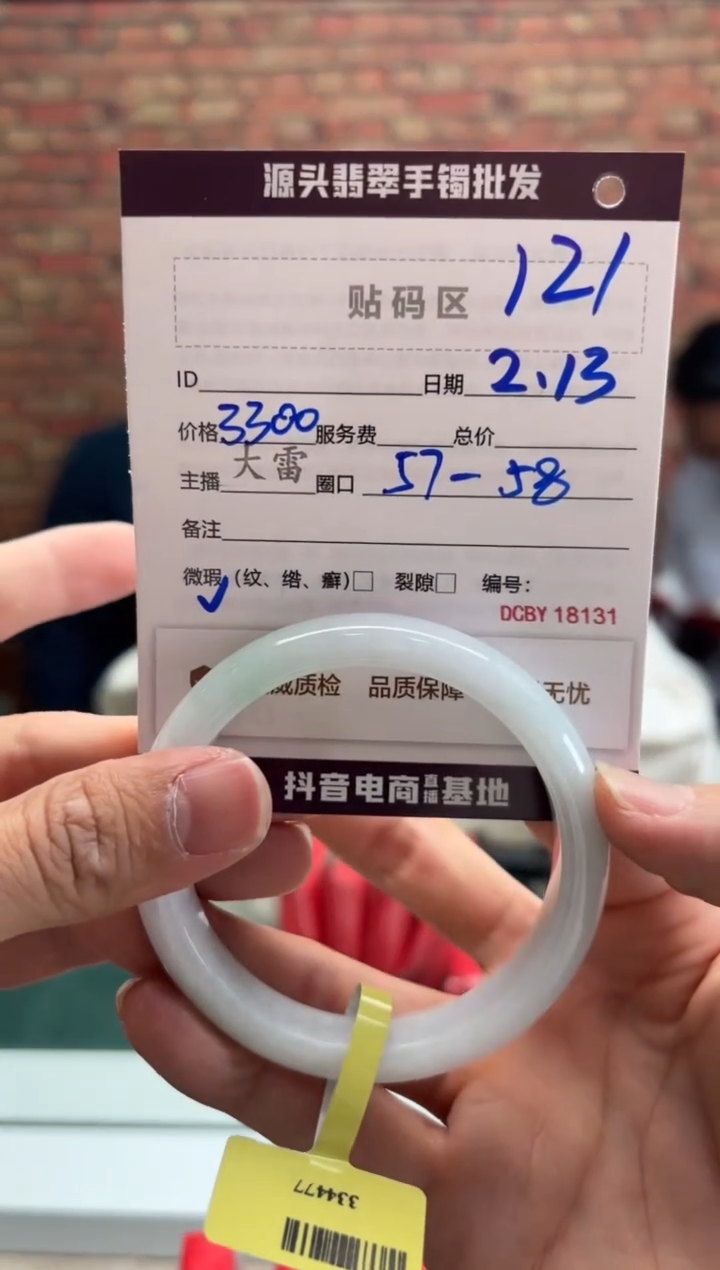 源头翡翠手镯批发
贴码区 121
ID 日期 2.13
价格 3300 服务费 总价
主播 大雷 圈口 57-58
备注
微瑕 ✓ (纹、绺、癣)□ 裂隙□ 编号:
DCBY 18131
威质检 品质保障 无忧
抖音电商直播基地
334477